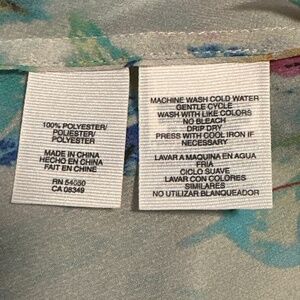 100% POLYESTER/
POLIESTER/
POLYESTER
MADE IN CHINA
HECHO EN CHINA
FAIT EN CHINE
RN 54050
CA 08349
MACHINE WASH COLD WATER
GENTLE CYCLE
WASH WITH LIKE COLORS
NO BLEACH
DRIP DRY
PRESS WITH COOL IRON IF
NECESSARY
LAVAR A MAQUINA EN AGUA
FRIA
CICLO SUAVE
LAVAR CON COLORES
SIMILARES
NO UTILIZAR BLANQUEADOR